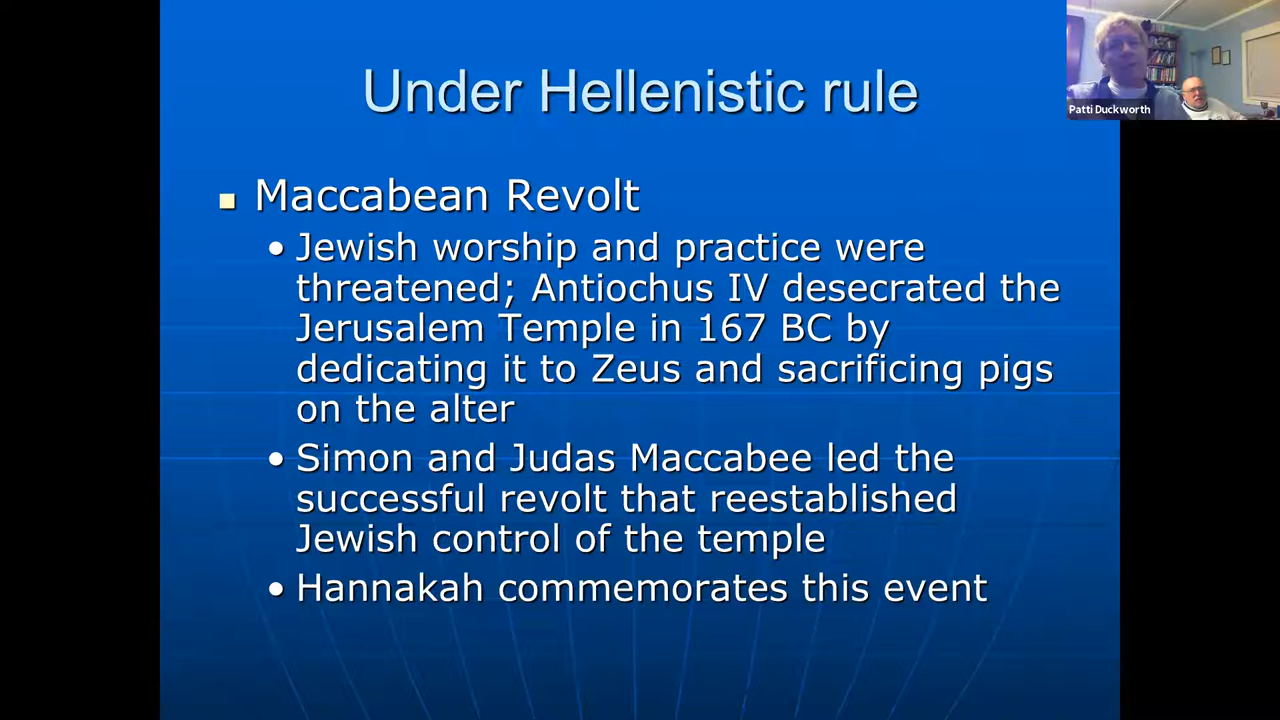 Under Hellenistic rule
Patti Duckworth
Maccabean Revolt
Jewish worship and practice were
threatened; Antiochus IV desecrated the
Jerusalem Temple in 167 BC by
dedicating it to Zeus and sacrificing pigs
on the alter
Simon and Judas Maccabee led the
successful revolt that reestablished
Jewish control of the temple
Hannakah commemorates this event